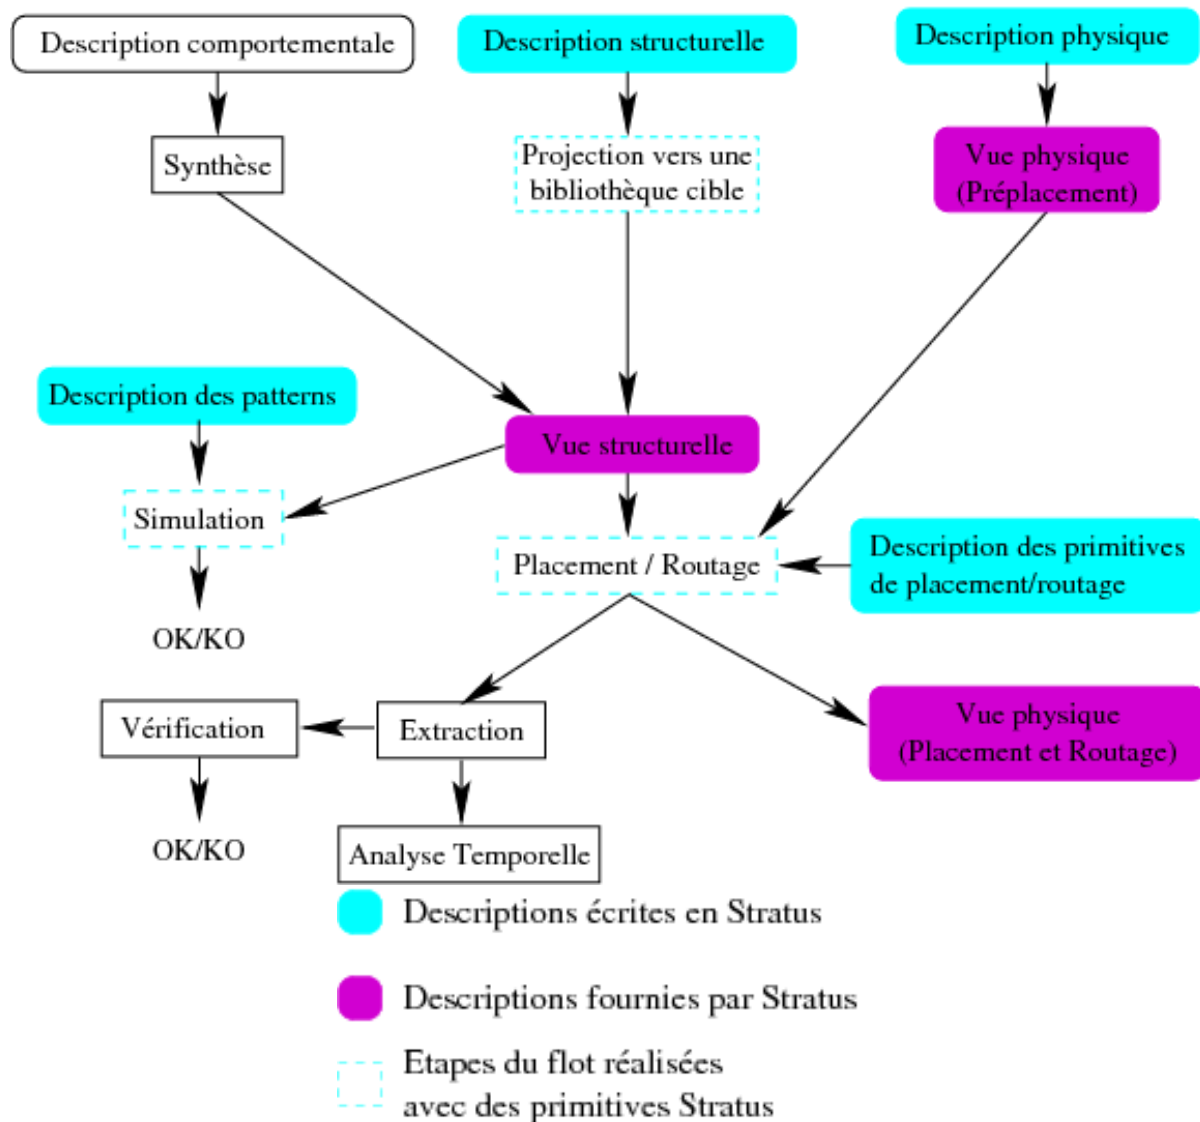 Description comportementale
Description structurelle
Description physique
Synthèse
Projection vers une
bibliothèque cible
Vue physique
(Préplacement)
Description des patterns
Vue structurelle
Simulation
Placement / Routage
Description des primitives
de placement/routage
OK/KO
Vérification
Extraction
Vue physique
(Placement et Routage)
OK/KO
Analyse Temporelle
Descriptions écrites en Stratus
Descriptions fournies par Stratus
Etapes du flot réalisées
avec des primitives Stratus